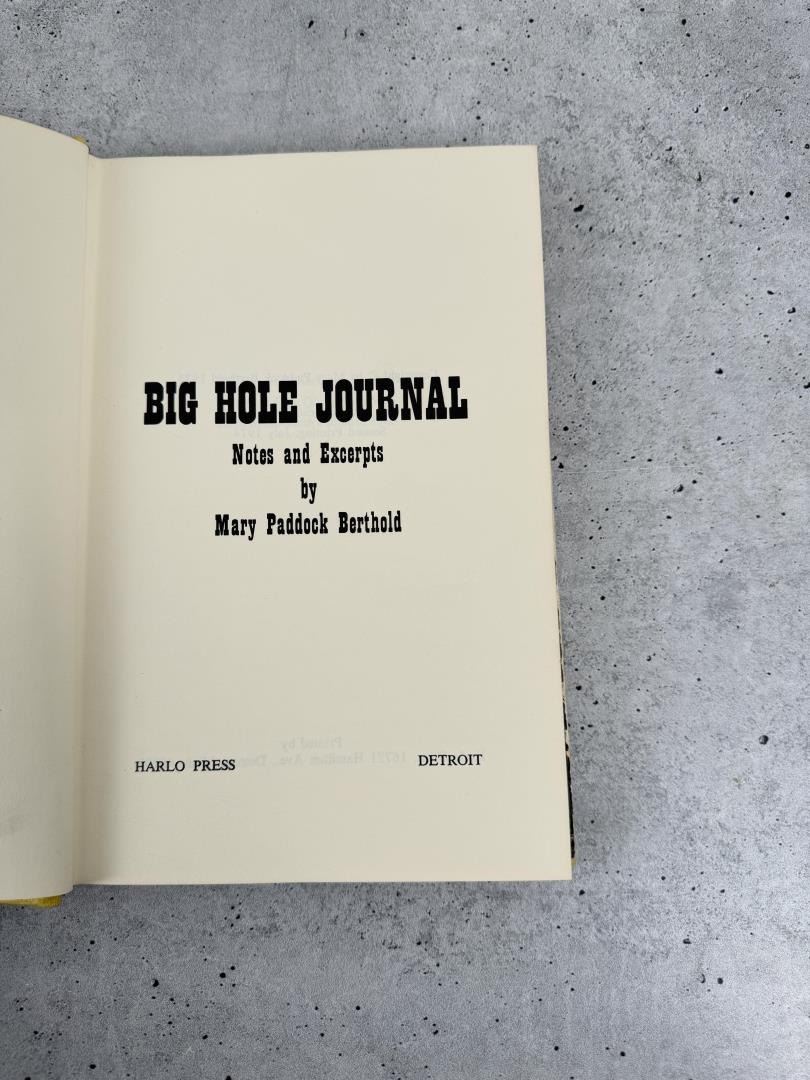 BIG HOLE JOURNAL
Notes and Excerpts
by
Mary Paddock Berthold
HARLO PRESS DETROIT